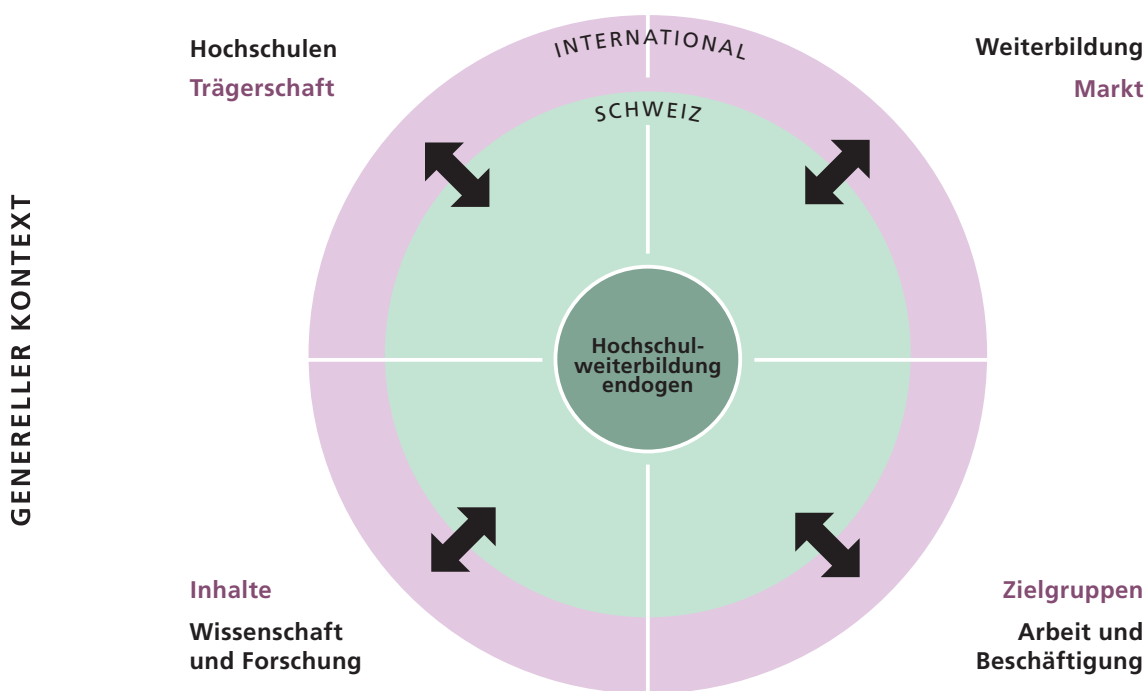 Hochschulen
Trägerschaft
INTERNATIONAL
SCHWEIZ
Weiterbildung
Markt
GENERELLER KONTEXT
Hochschul-
weiterbildung
endogen
Inhalte
Wissenschaft
und Forschung
Zielgruppen
Arbeit und
Beschäftigung